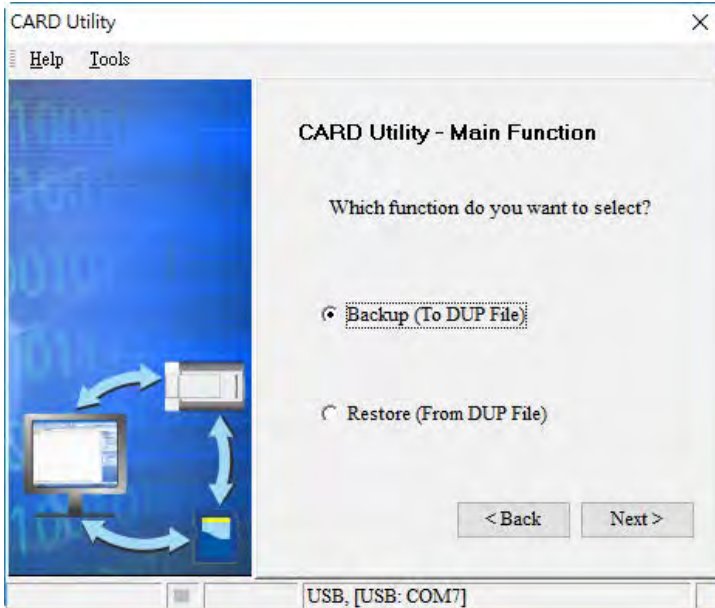 CARD Utility
Help Tools
CARD Utility - Main Function
Which function do you want to select?
Backup (To DUP File)
Restore (From DUP File)
< Back Next >
USB, [USB: COM7]